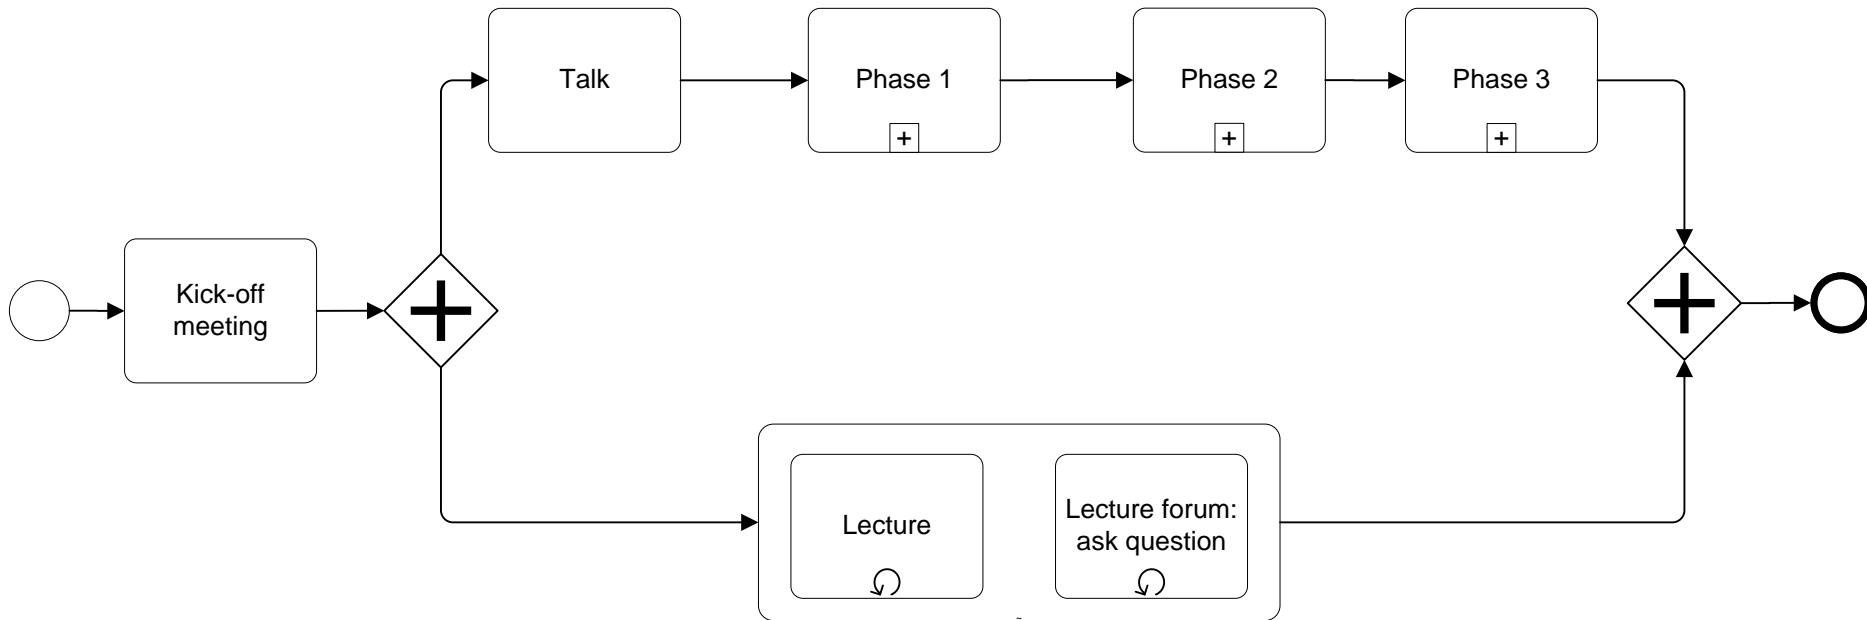 Talk
Phase 1
Phase 2
Phase 3
Kick-off
meeting
Lecture
Lecture forum:
ask question